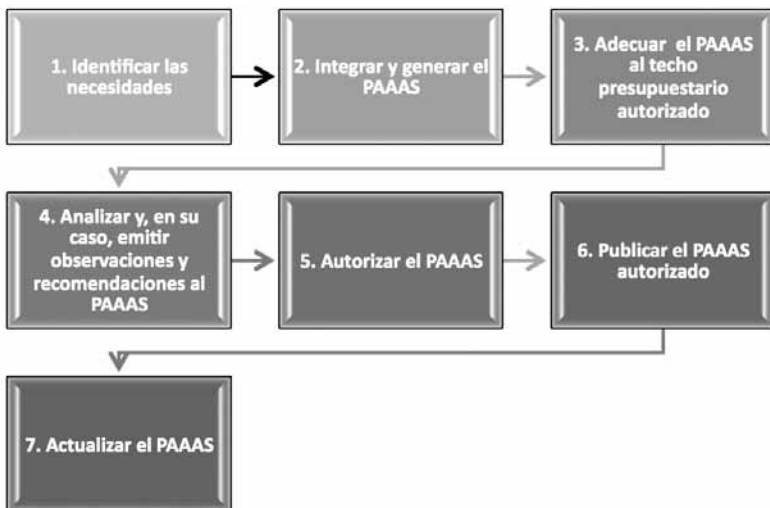 1. Identificar las
necesidades
2. Integrar y generar el
PAAAS
3. Adecuar el PAAAS
al techo
presupuestario
autorizado
4. Analizar y, en su
caso, emitir
observaciones y
recomendaciones al
PAAAS
5. Autorizar el PAAAS
6. Publicar el PAAAS
autorizado
7. Actualizar el PAAAS